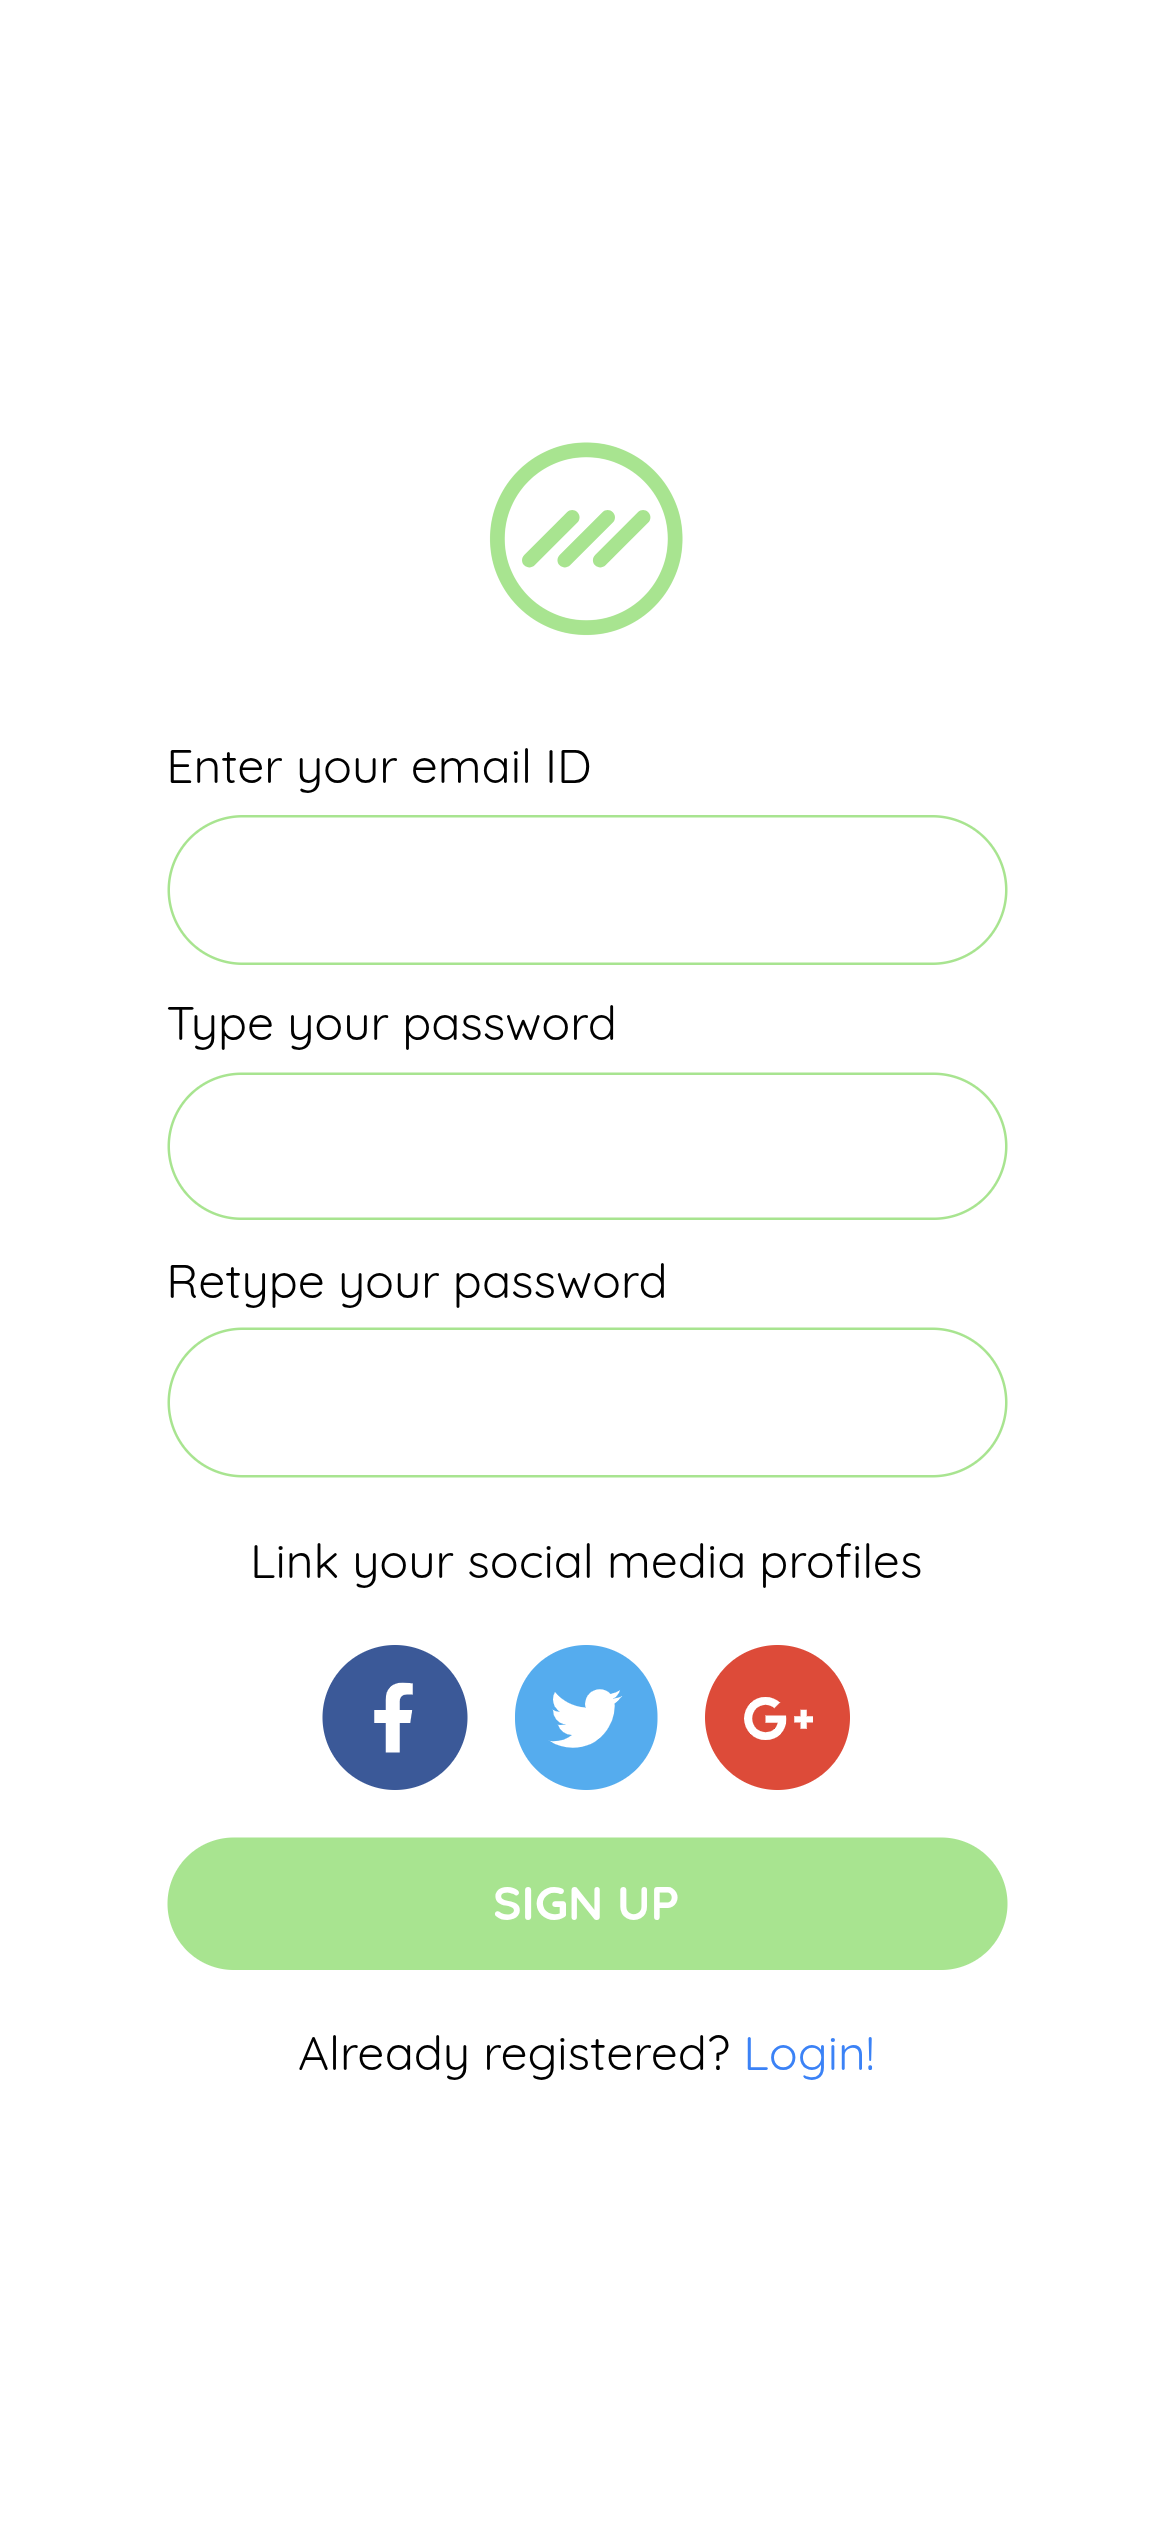 Enter your email ID
Type your password
Retype your password
Link your social media profiles
f G+
SIGN UP
Already registered? Login!